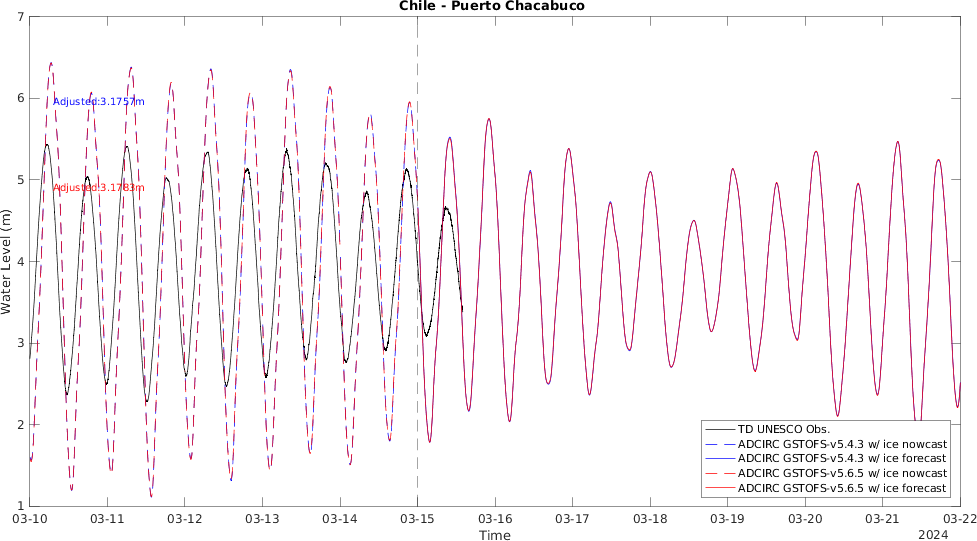 Chile - Puerto Chacabuco
7
6
5
4
3
2
1
Water Level (m)
Adjusted:3.1757m
Adjusted:3.1783m
TD UNESCO Obs.
ADCIRC GSTOFS-v5.4.3 w/ ice nowcast
ADCIRC GSTOFS-v5.4.3 w/ ice forecast
ADCIRC GSTOFS-v5.6.5 w/ ice nowcast
ADCIRC GSTOFS-v5.6.5 w/ ice forecast
03-10 03-11 03-12 03-13 03-14 03-15 03-16 03-17 03-18 03-19 03-20 03-21 03-22
Time
2024